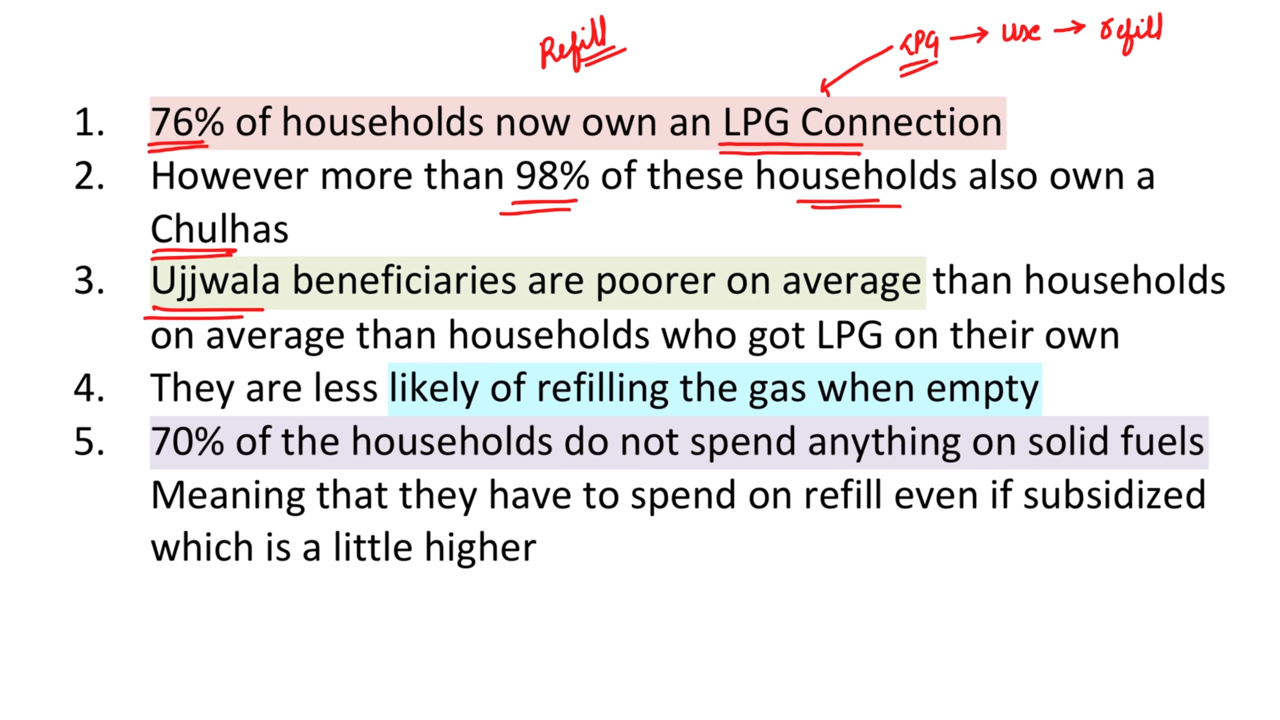 Refill
LPG → use → refill
1. 76% of households now own an LPG Connection
2. However more than 98% of these households also own a
Chulhas
3. Ujjwala beneficiaries are poorer on average than households
on average than households who got LPG on their own
4. They are less likely of refilling the gas when empty
5. 70% of the households do not spend anything on solid fuels
Meaning that they have to spend on refill even if subsidized
which is a little higher